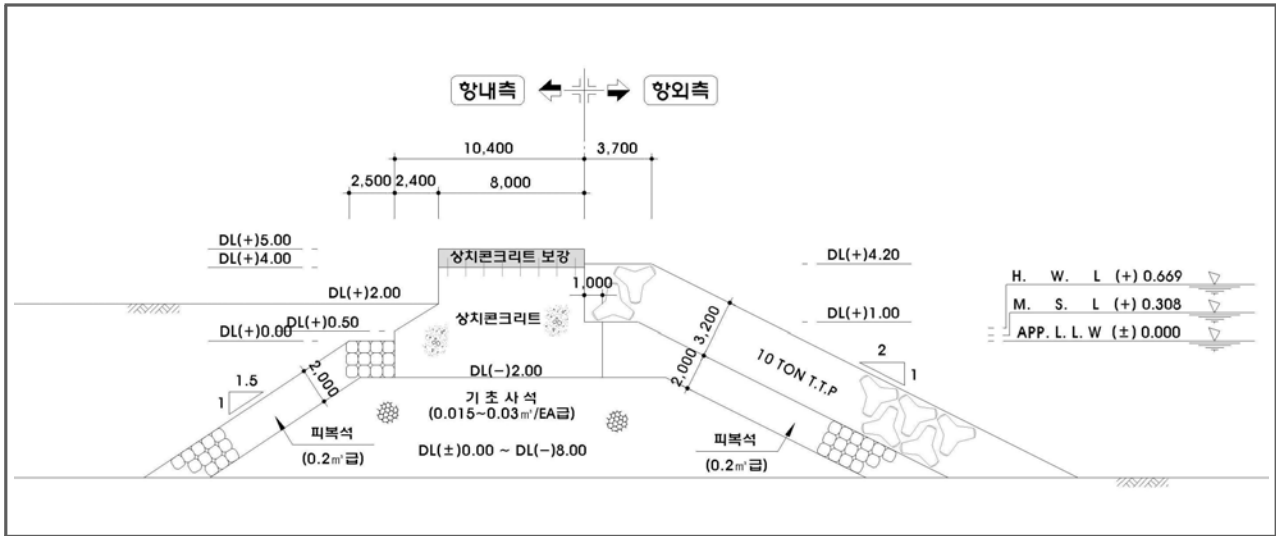 항내측 항외측
10,400 3,700
2,500 2,400 8,000
DL(+)5.00
DL(+)4.00
상치콘크리트 보강
DL(+)4.20
1,000
H. W. L (+) 0.669
DL(+)2.00
M. S. L (+) 0.308
DL(+)0.50
상치콘크리트
DL(+)1.00
DL(+)0.00
APP. L. L. W (±) 0.000
3,200
10 TON T.T.P
2
1
2,000
DL(-)2.00
2,000
1.5
1
기 초 사 석
(0.015~0.03㎥/EA급)
피복석
(0.2㎥급)
DL(±)0.00 ~ DL(-)8.00
피복석
(0.2㎥급)